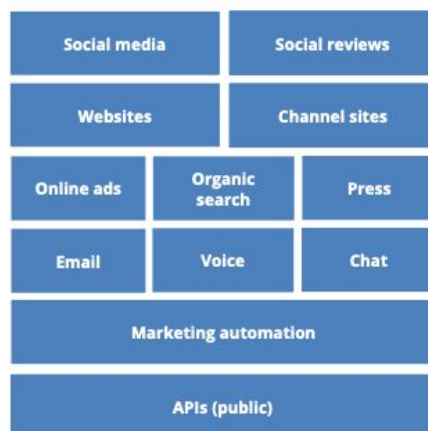 Social media
Social reviews
Websites
Channel sites
Online ads
Organic
search
Press
Email
Voice
Chat
Marketing automation
APIs (public)